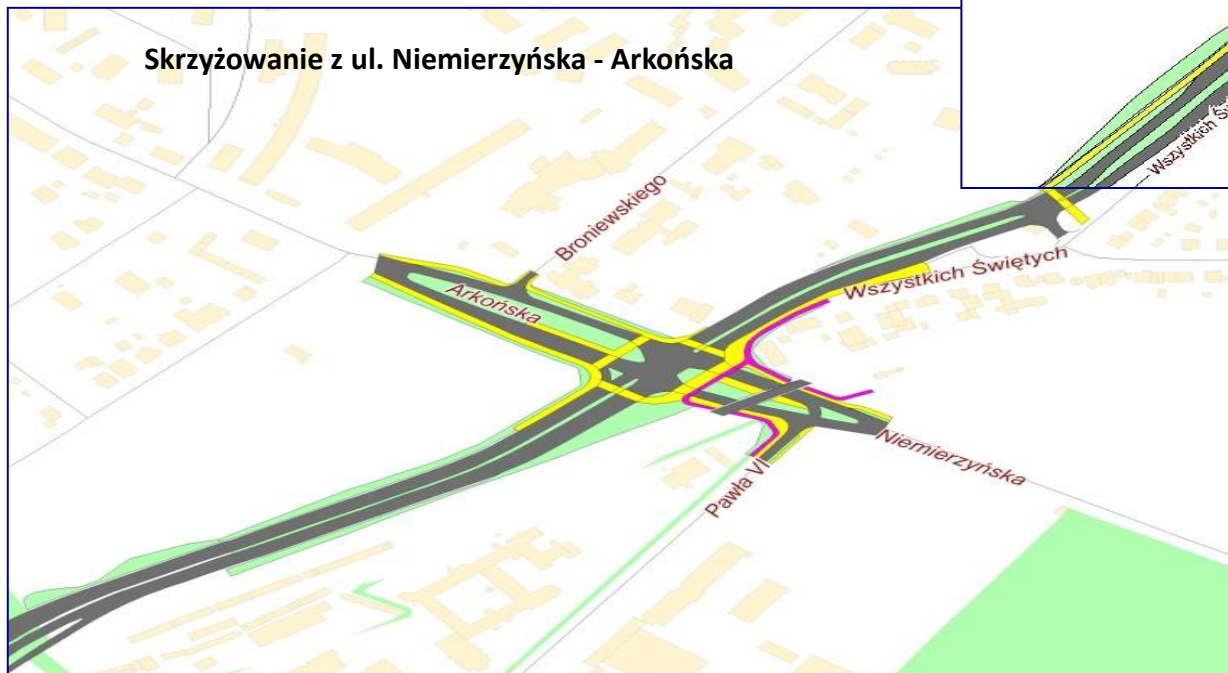 Skrzyżowanie z ul. Niemierzyńska - Arkońska
Wszystkich Św
Broniewskiego
Wszystkich Świętych
Arkońska
Niemierzyńska
Pawła VI